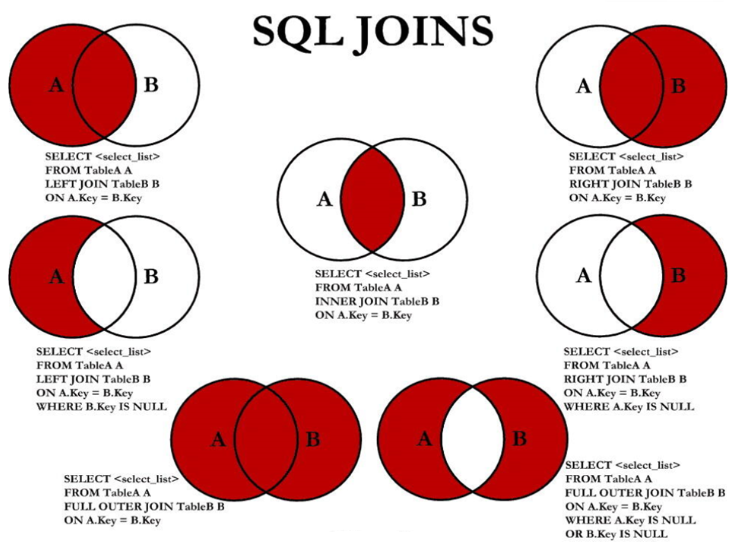 SQL JOINS
A
B
SELECT <select_list>
FROM TableA A
LEFT JOIN TableB B
ON A.Key = B.Key
A
B
SELECT <select_list>
FROM TableA A
RIGHT JOIN TableB B
ON A.Key = B.Key
A
B
SELECT <select_list>
FROM TableA A
INNER JOIN TableB B
ON A.Key = B.Key
A
B
SELECT <select_list>
FROM TableA A
LEFT JOIN TableB B
ON A.Key = B.Key
WHERE B.Key IS NULL
A
B
SELECT <select_list>
FROM TableA A
RIGHT JOIN TableB B
ON A.Key = B.Key
WHERE A.Key IS NULL
A
B
SELECT <select_list>
FROM TableA A
FULL OUTER JOIN TableB B
ON A.Key = B.Key
A
B
SELECT <select_list>
FROM TableA A
FULL OUTER JOIN TableB B
ON A.Key = B.Key
WHERE A.Key IS NULL
OR B.Key IS NULL